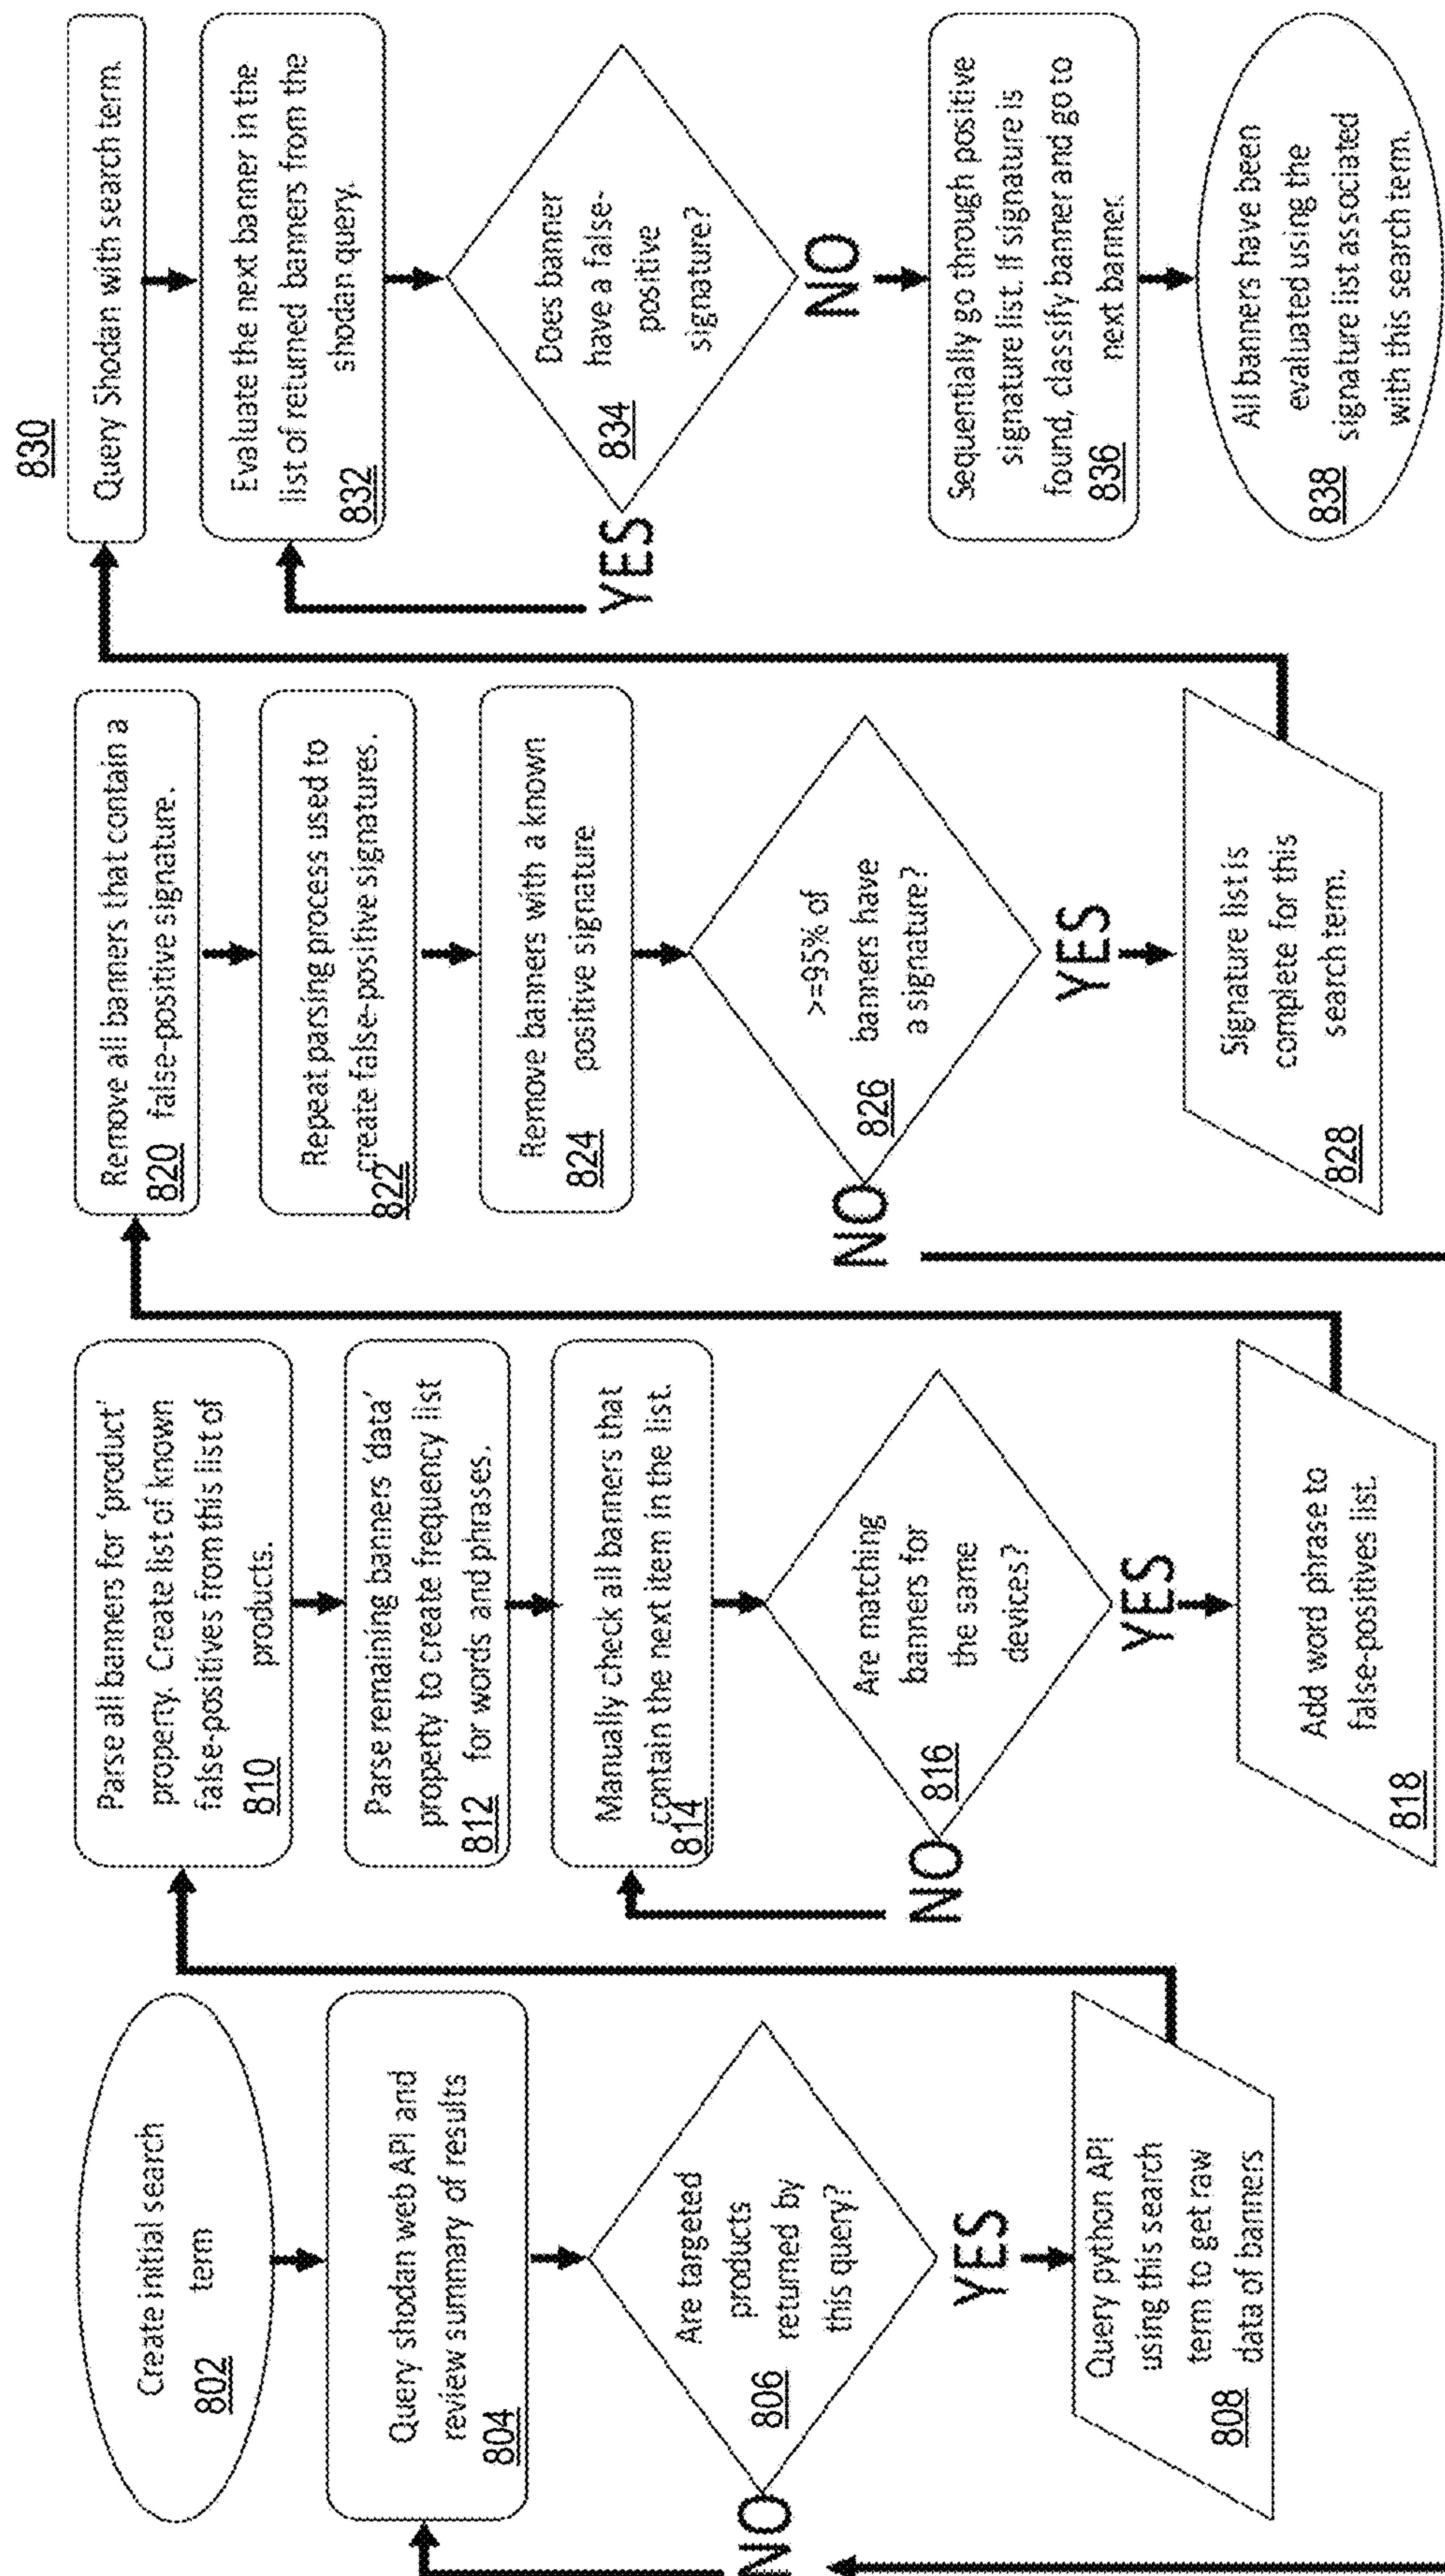 Create initial search
term
802
Query shodan web API and
review summary of results
804
Are targeted
products
returned by
this query?
806
NO
YES
Query python API
using this search
term to get raw
data of banners
808
Parse all banners for 'product'
property. Create list of known
false-positives from this list of
products.
810
Parse remaining banners 'data'
property to create frequency list
812 for words and phrases.
Manually check all banners that
contain the next item in the list.
814
Are matching
banners for
the same
devices?
816
NO
YES
Add word phrase to
false-positives list.
818
Remove all banners that contain a
820 false-positive signature.
Repeat parsing process used to
create false-positive signatures.
822
Remove banners with a known
824 positive signature
>=95% of
banners have
a signature?
826
NO
YES
Signature list is
complete for this
search term.
828
830
Query Shodan with search term.
Evaluate the next banner in the
list of returned banners from the
shodan query.
832
Does banner
have a false-
positive
signature?
834
YES
NO
Sequentially go through positive
signature list. If signature is
found, classify banner and go to
next banner.
836
All banners have been
evaluated using the
signature list associated
with this search term.
838